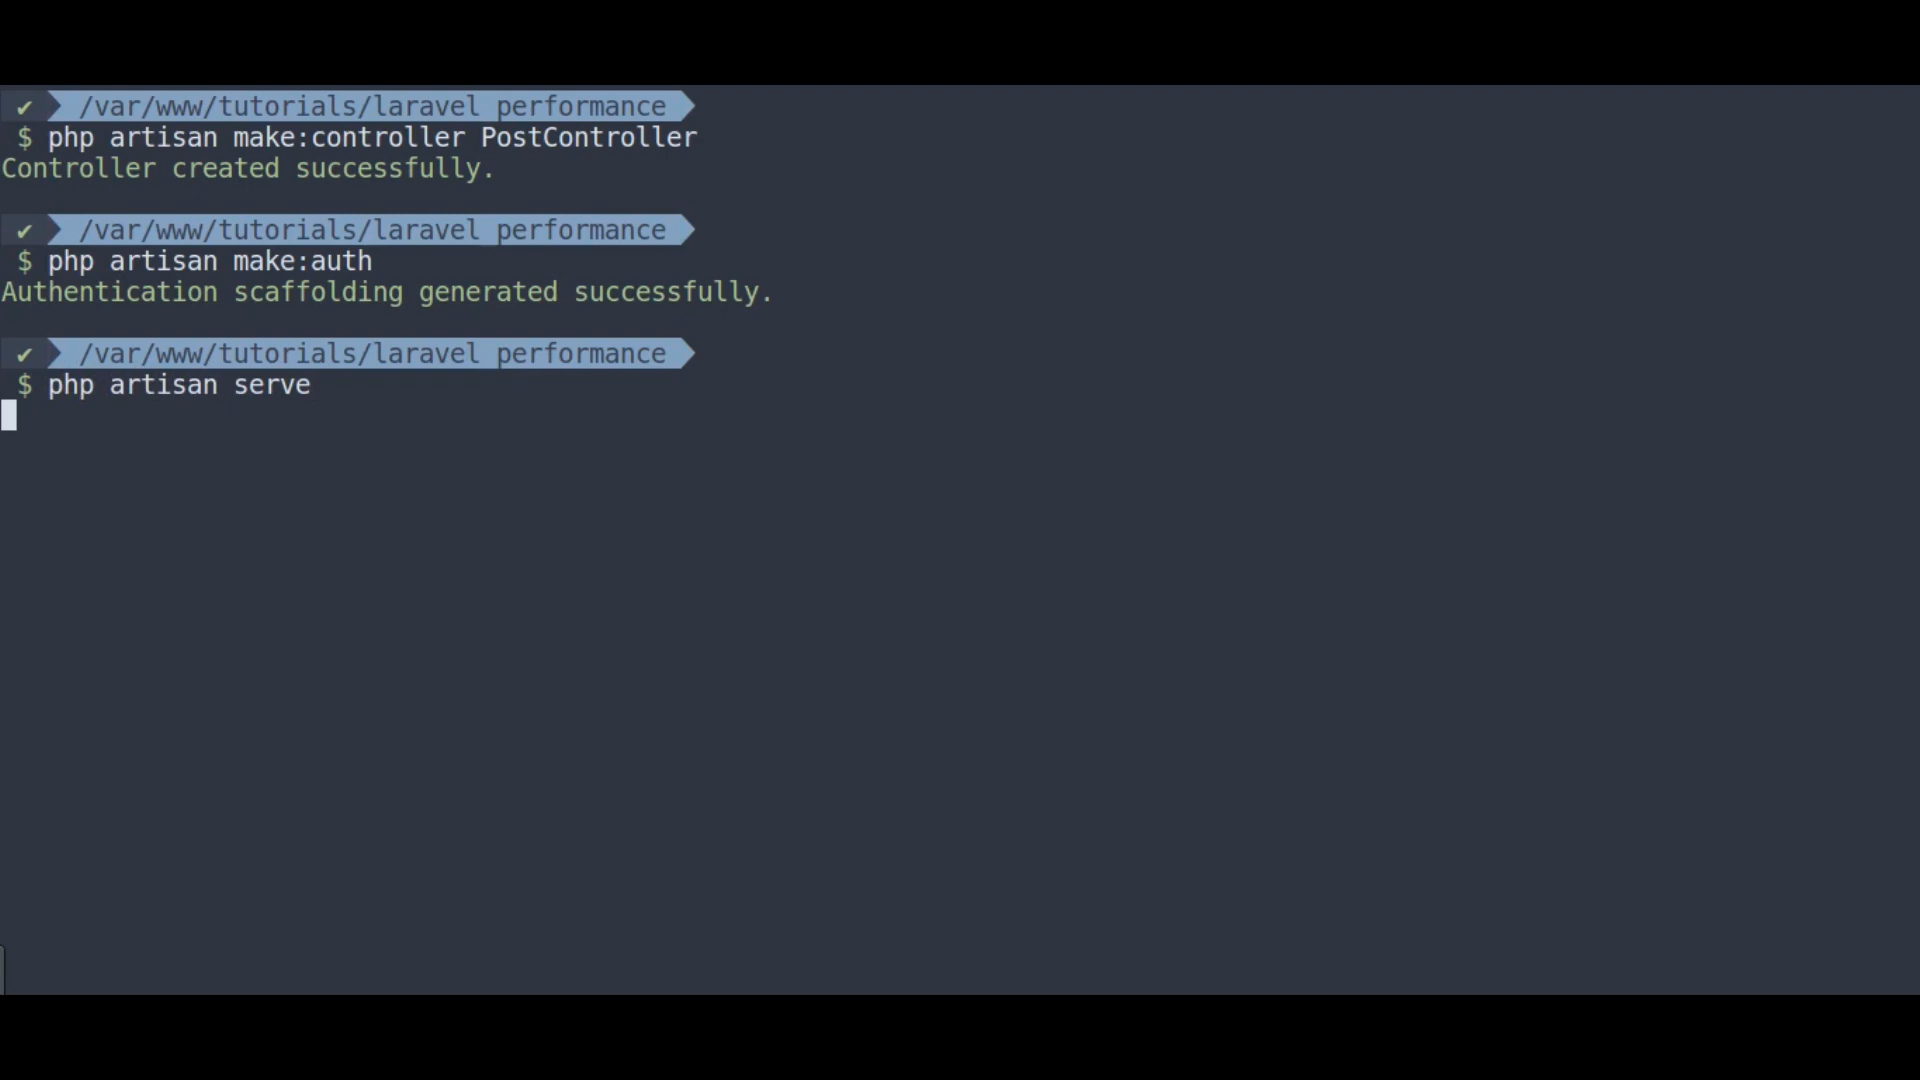 ✔ /var/www/tutorials/laravel performance
$ php artisan make:controller PostController
Controller created successfully.
✔ /var/www/tutorials/laravel performance
$ php artisan make:auth
Authentication scaffolding generated successfully.
✔ /var/www/tutorials/laravel performance
$ php artisan serve